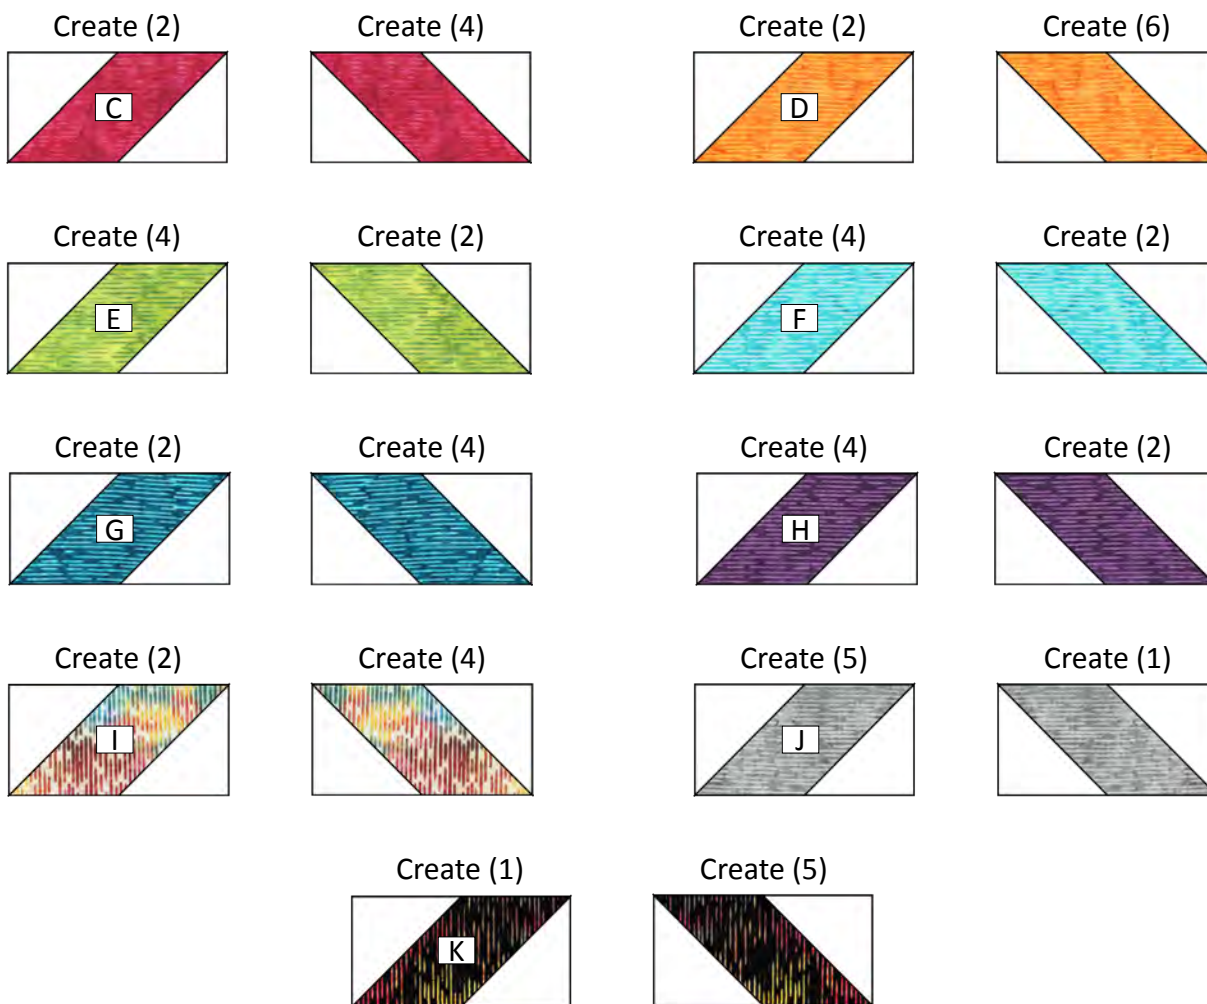 Create (2) Create (4) Create (2) Create (6)
C D
Create (4) Create (2) Create (4) Create (2)
E F
Create (2) Create (4) Create (4) Create (2)
G H
Create (2) Create (4) Create (5) Create (1)
I J
Create (1) Create (5)
K